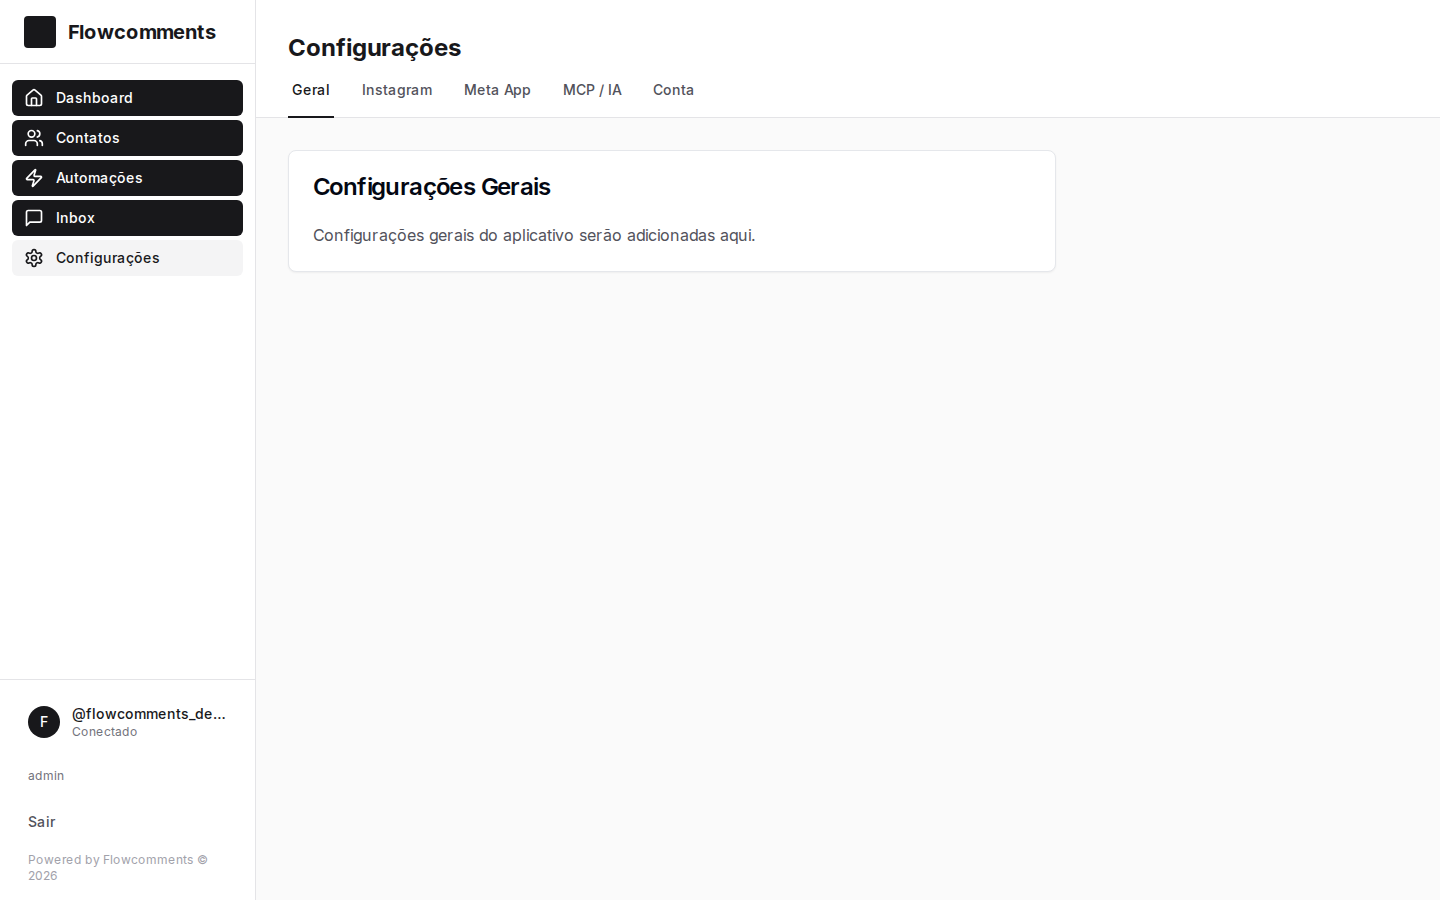 Flowcomments
Dashboard
Contatos
Automações
Inbox
Configurações
@flowcomments_de...
F
Conectado
admin
Sair
Powered by Flowcomments ©
2026
Configurações
Geral Instagram Meta App MCP / IA Conta
Configurações Gerais
Configurações gerais do aplicativo serão adicionadas aqui.